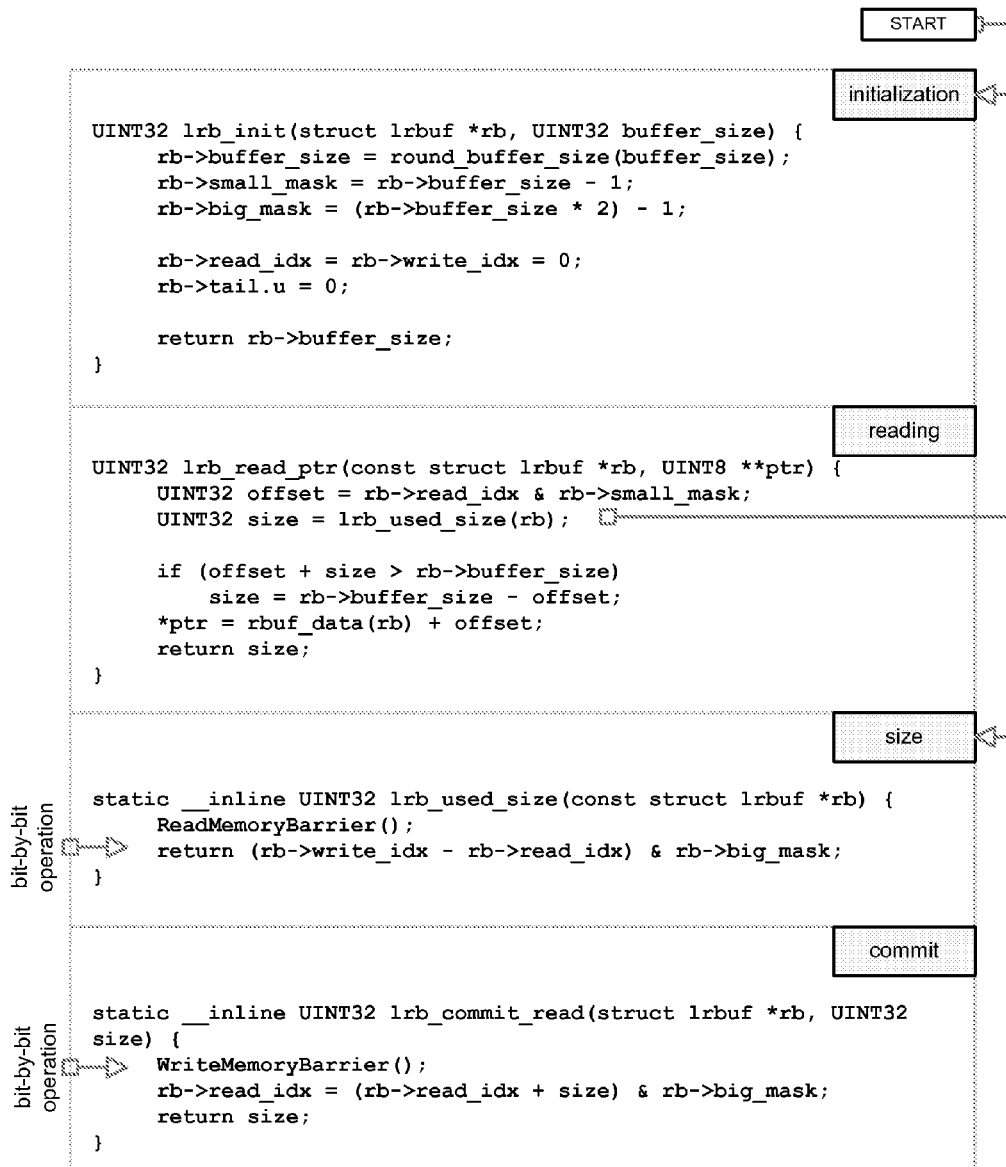 START
initialization
UINT32 lrb_init(struct lrbuf *rb, UINT32 buffer_size) {
rb->buffer_size = round_buffer_size(buffer_size);
rb->small_mask = rb->buffer_size - 1;
rb->big_mask = (rb->buffer_size * 2) - 1;
rb->read_idx = rb->write_idx = 0;
rb->tail.u = 0;
return rb->buffer_size;
}
reading
UINT32 lrb_read_ptr(const struct lrbuf *rb, UINT8 **ptr) {
UINT32 offset = rb->read_idx & rb->small_mask;
UINT32 size = lrb_used_size(rb);
if (offset + size > rb->buffer_size)
size = rb->buffer_size - offset;
*ptr = rbuf_data(rb) + offset;
return size;
}
size
static __inline UINT32 lrb_used_size(const struct lrbuf *rb) {
ReadMemoryBarrier();
return (rb->write_idx - rb->read_idx) & rb->big_mask;
}
bit-by-bit
operation
commit
static __inline UINT32 lrb_commit_read(struct lrbuf *rb, UINT32
size) {
WriteMemoryBarrier();
rb->read_idx = (rb->read_idx + size) & rb->big_mask;
return size;
}
bit-by-bit
operation